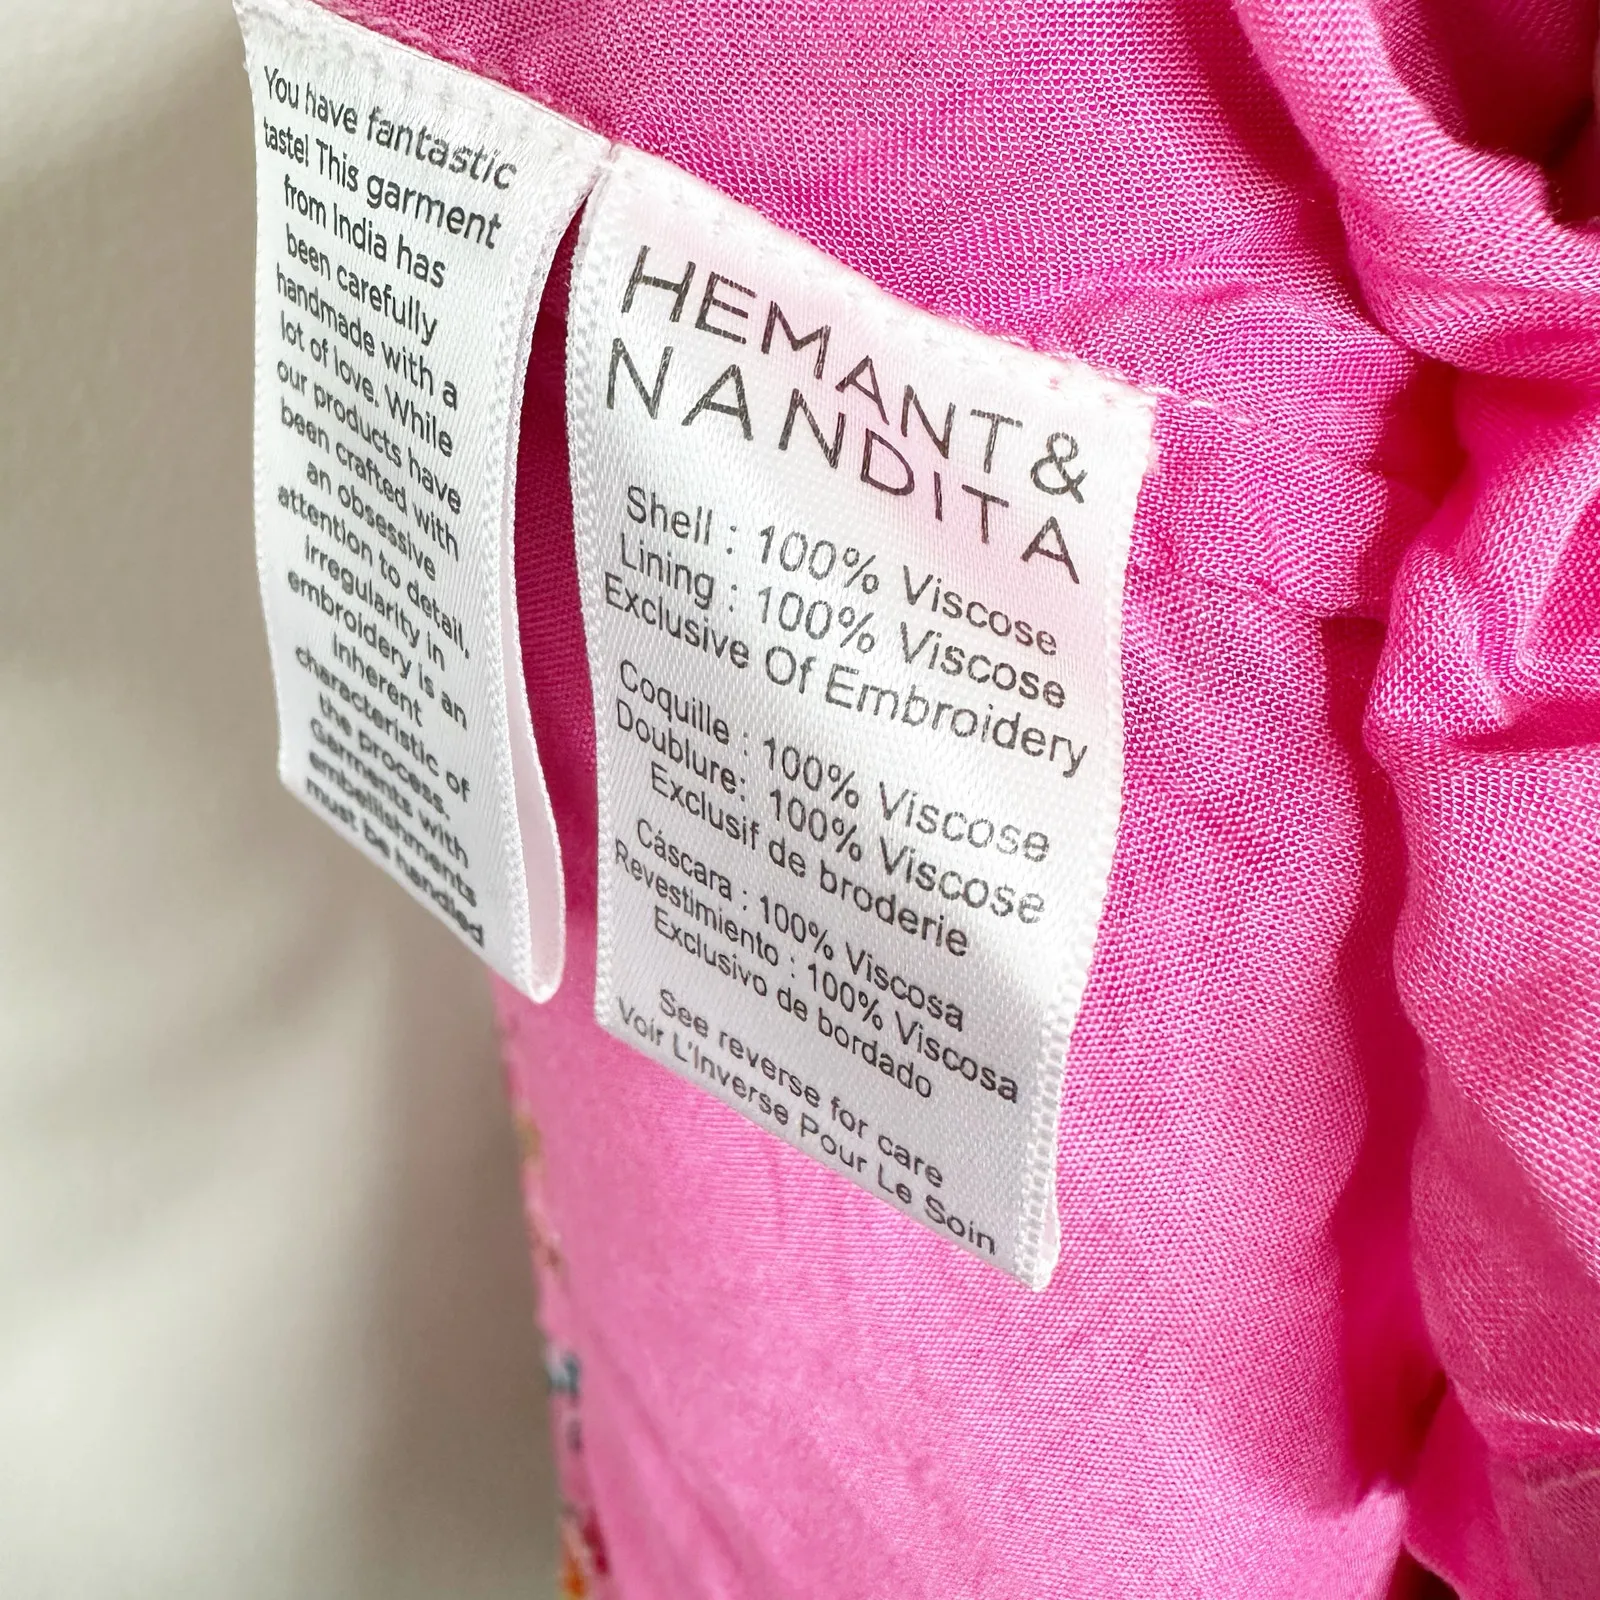 You have fantastic
taste! This garment
from India has
been carefully
handmade with a
lot of love. While
our products have
been crafted with
an obsessive
attention to detail,
irregularity in
embroidery is an
inherent
characteristic of
the process.
Garments with
embellishments
must be handled
HEMANT &
NANDITA
Shell : 100% Viscose
Lining : 100% Viscose
Exclusive Of Embroidery
Coquille : 100% Viscose
Doublure: 100% Viscose
Exclusif de broderie
Cáscara : 100% Viscosa
Revestimiento : 100% Viscosa
Exclusivo de bordado
See reverse for care
Voir L'Inverse Pour Le Soin